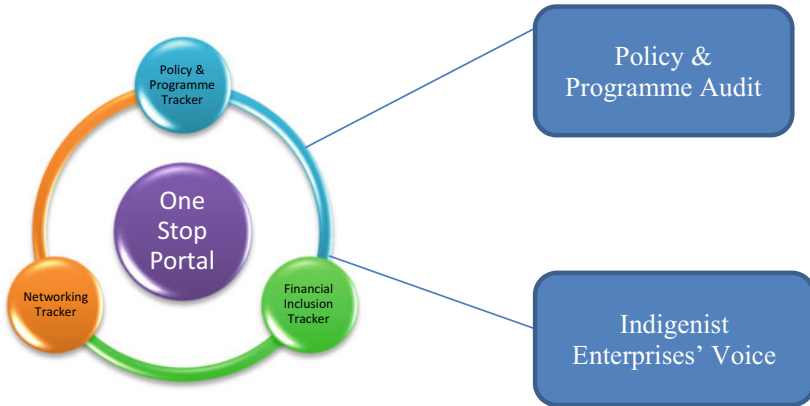 Policy &
Programme
Tracker
One
Stop
Portal
Networking
Tracker
Financial
Inclusion
Tracker
Policy &
Programme Audit
Indigenist
Enterprises’ Voice